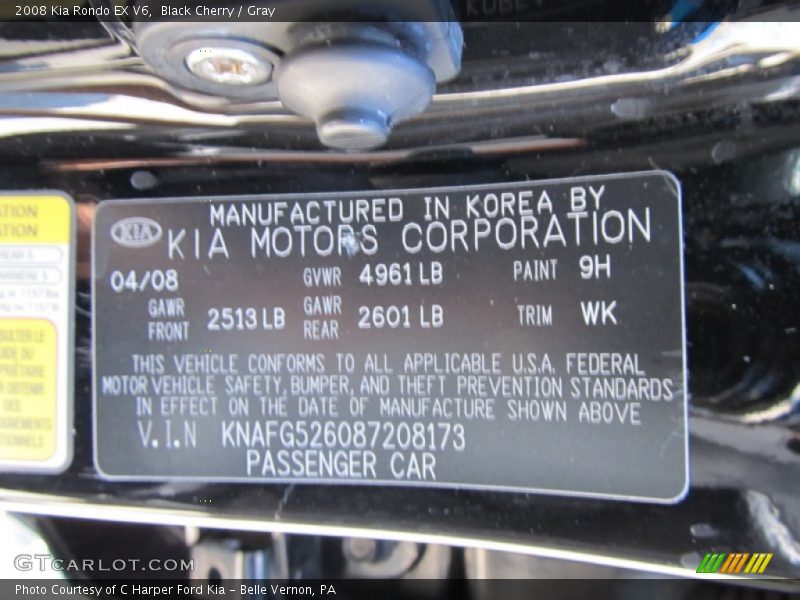 2008 Kia Rondo EX V6, Black Cherry / Gray
MANUFACTURED IN KOREA BY
KIA KIA MOTORS CORPORATION
04/08 GVWR 4961 LB PAINT 9H
GAWR FRONT 2513 LB GAWR REAR 2601 LB TRIM WK
THIS VEHICLE CONFORMS TO ALL APPLICABLE U.S.A. FEDERAL
MOTOR VEHICLE SAFETY, BUMPER, AND THEFT PREVENTION STANDARDS
IN EFFECT ON THE DATE OF MANUFACTURE SHOWN ABOVE
V.I.N KNAFG526087208173
PASSENGER CAR
GTCARLOT.COM
Photo Courtesy of C Harper Ford Kia – Belle Vernon, PA